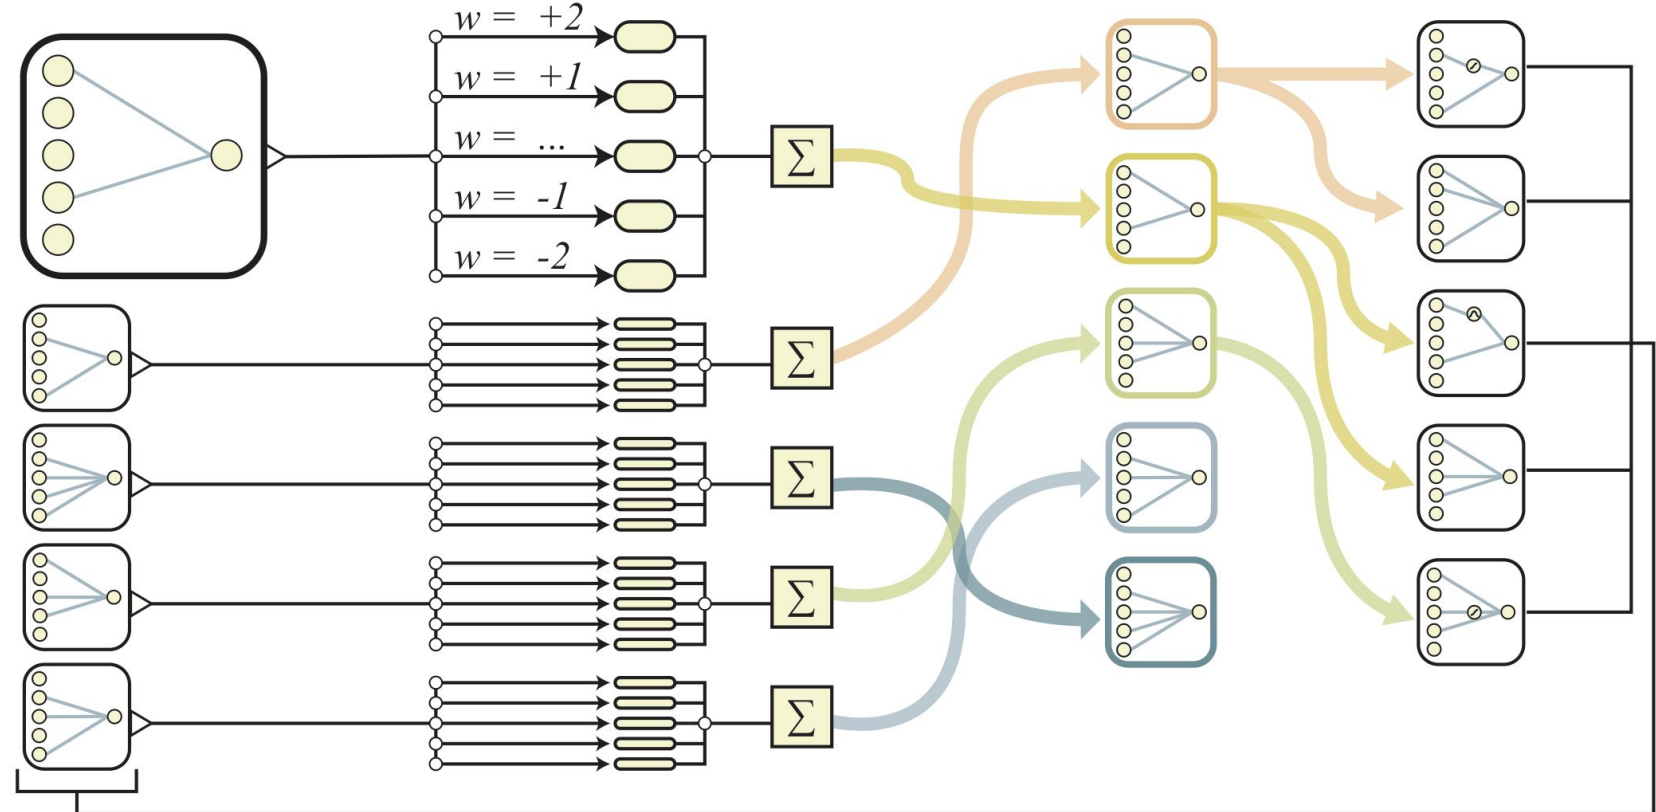 w = +2
w = +1
w = ...
w = -1
w = -2
Σ
Σ
Σ
Σ
Σ